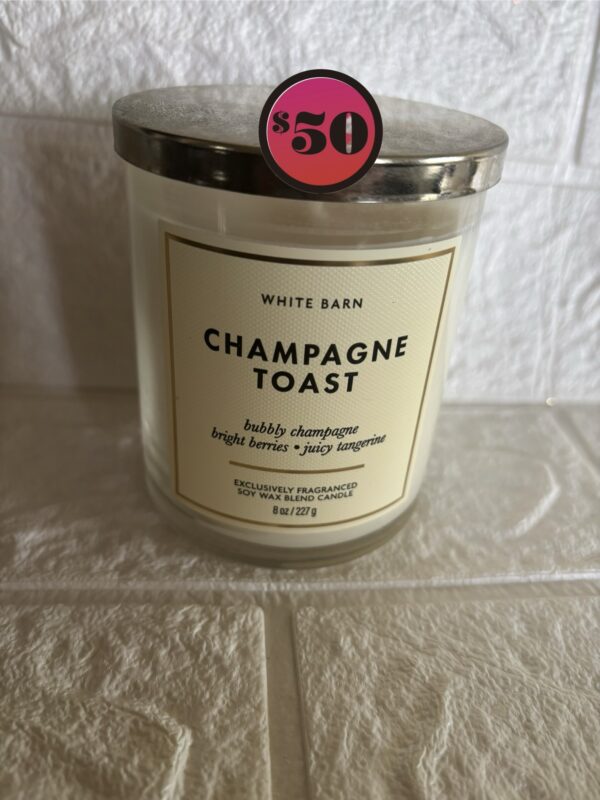 $50
WHITE BARN
CHAMPAGNE
TOAST
bubbly champagne
bright berries • juicy tangerine
EXCLUSIVELY FRAGRANCED
SOY WAX BLEND CANDLE
8 oz / 227 g